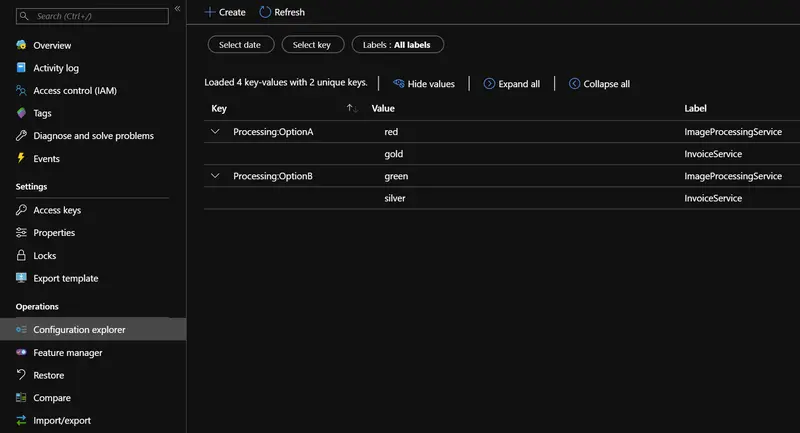 Search (Ctrl+/)
«
Overview
Activity log
Access control (IAM)
Tags
Diagnose and solve problems
Events
Settings
Access keys
Properties
Locks
Export template
Operations
Configuration explorer
Feature manager
Restore
Compare
Import/export
Create Refresh
Select date Select key Labels : All labels
Loaded 4 key-values with 2 unique keys. Hide values Expand all Collapse all
Key Value Label
Processing:OptionA red ImageProcessingService
gold InvoiceService
Processing:OptionB green ImageProcessingService
silver InvoiceService